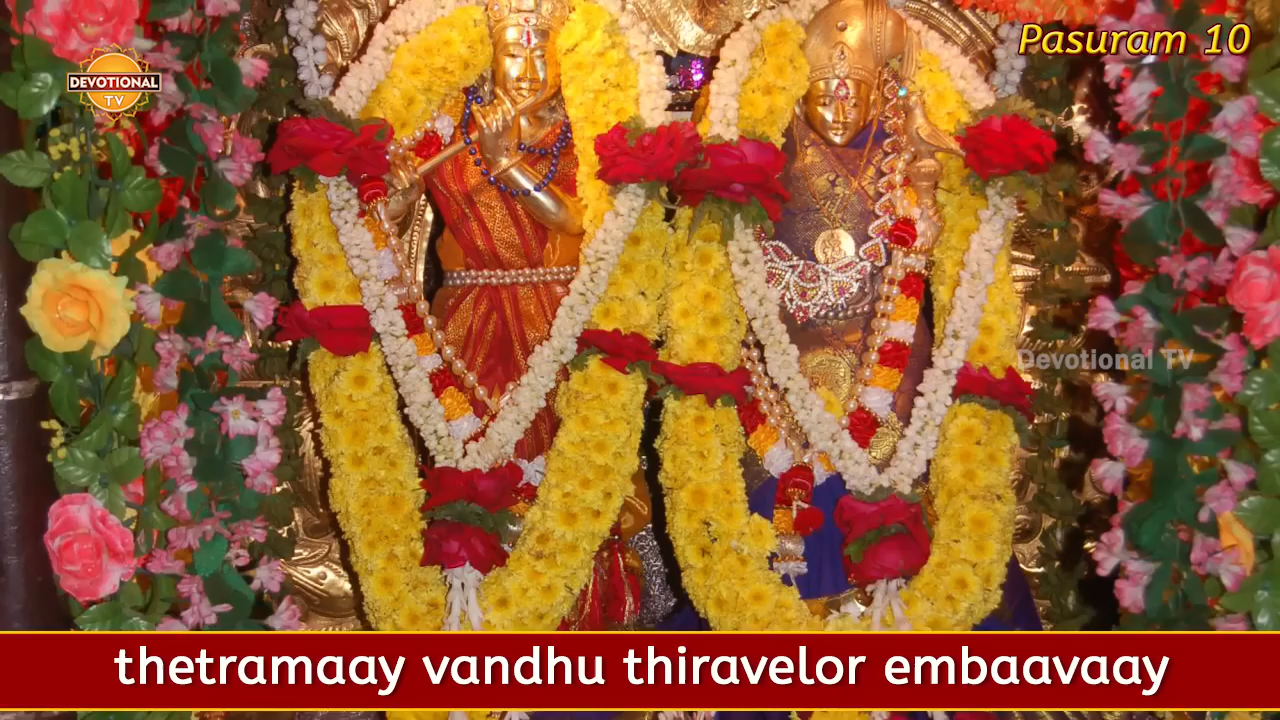 Pasuram 10
DEVOTIONAL
TV
Devotional TV
thetramaay vandhu thiravelor embaavaay